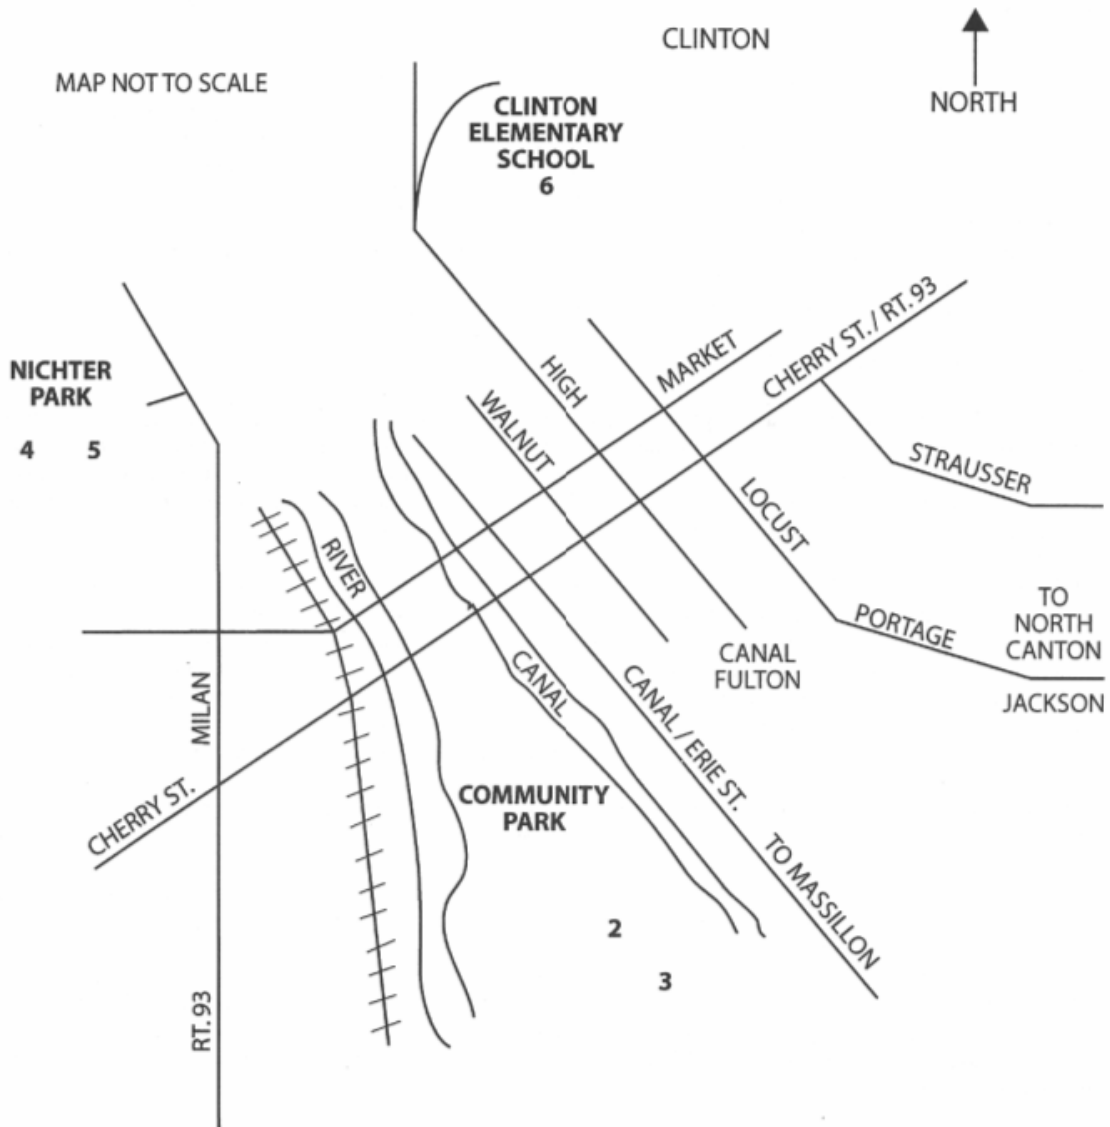 CLINTON
MAP NOT TO SCALE
NORTH
CLINTON
ELEMENTARY
SCHOOL
6
NICHTER
PARK
4 5
HIGH
MARKET
CHERRY ST. / RT. 93
WALNUT
STRAUSSER
LOCUST
RIVER
PORTAGE
TO
NORTH
CANTON
JACKSON
CANAL
FULTON
CANAL
MILAN
CANAL / ERIE ST.
CHERRY ST.
COMMUNITY
PARK
TO MASSILLON
2
3
RT. 93